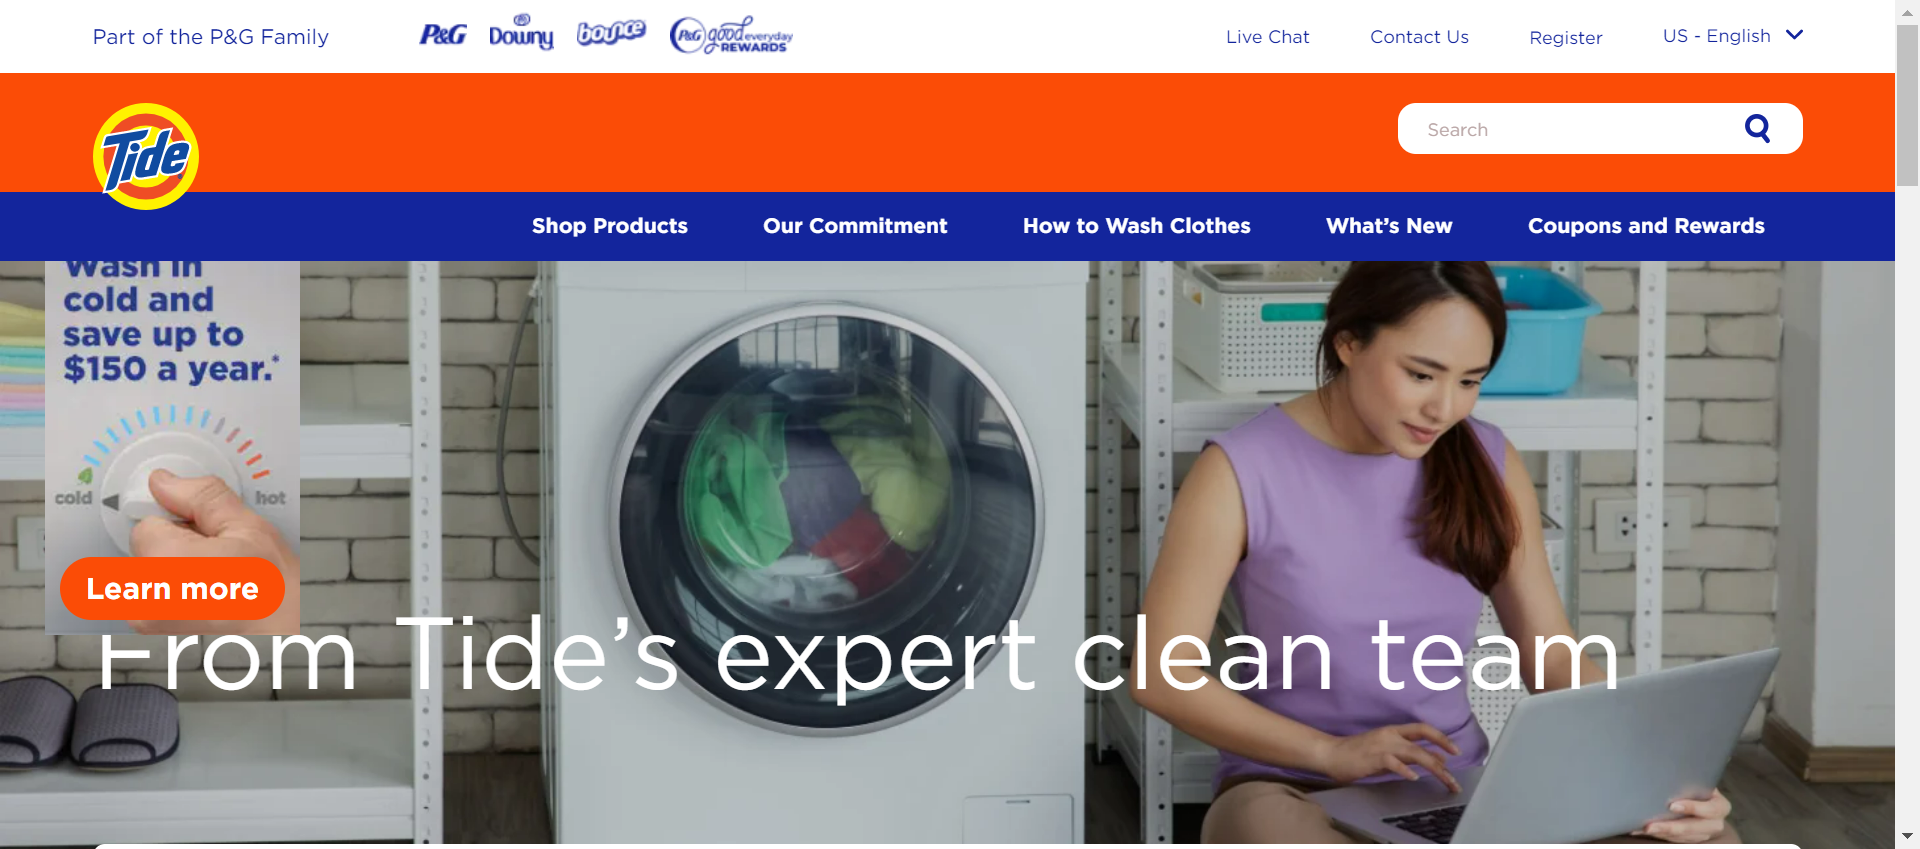 Part of the P&G Family
P&G
Downy
bounce
P&G good everyday REWARDS
Live Chat
Contact Us
Register
US - English
Tide
Search
Shop Products
Our Commitment
How to Wash Clothes
What’s New
Coupons and Rewards
Wash in
cold and
save up to
$150 a year.*
cold
hot
Learn more
From Tide’s expert clean team